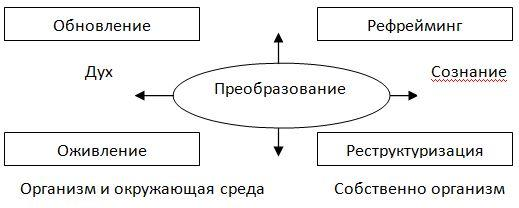 Обновление
Рефрейминг
Дух
Сознание
Преобразование
Оживление
Реструктуризация
Организм и окружающая среда
Собственно организм